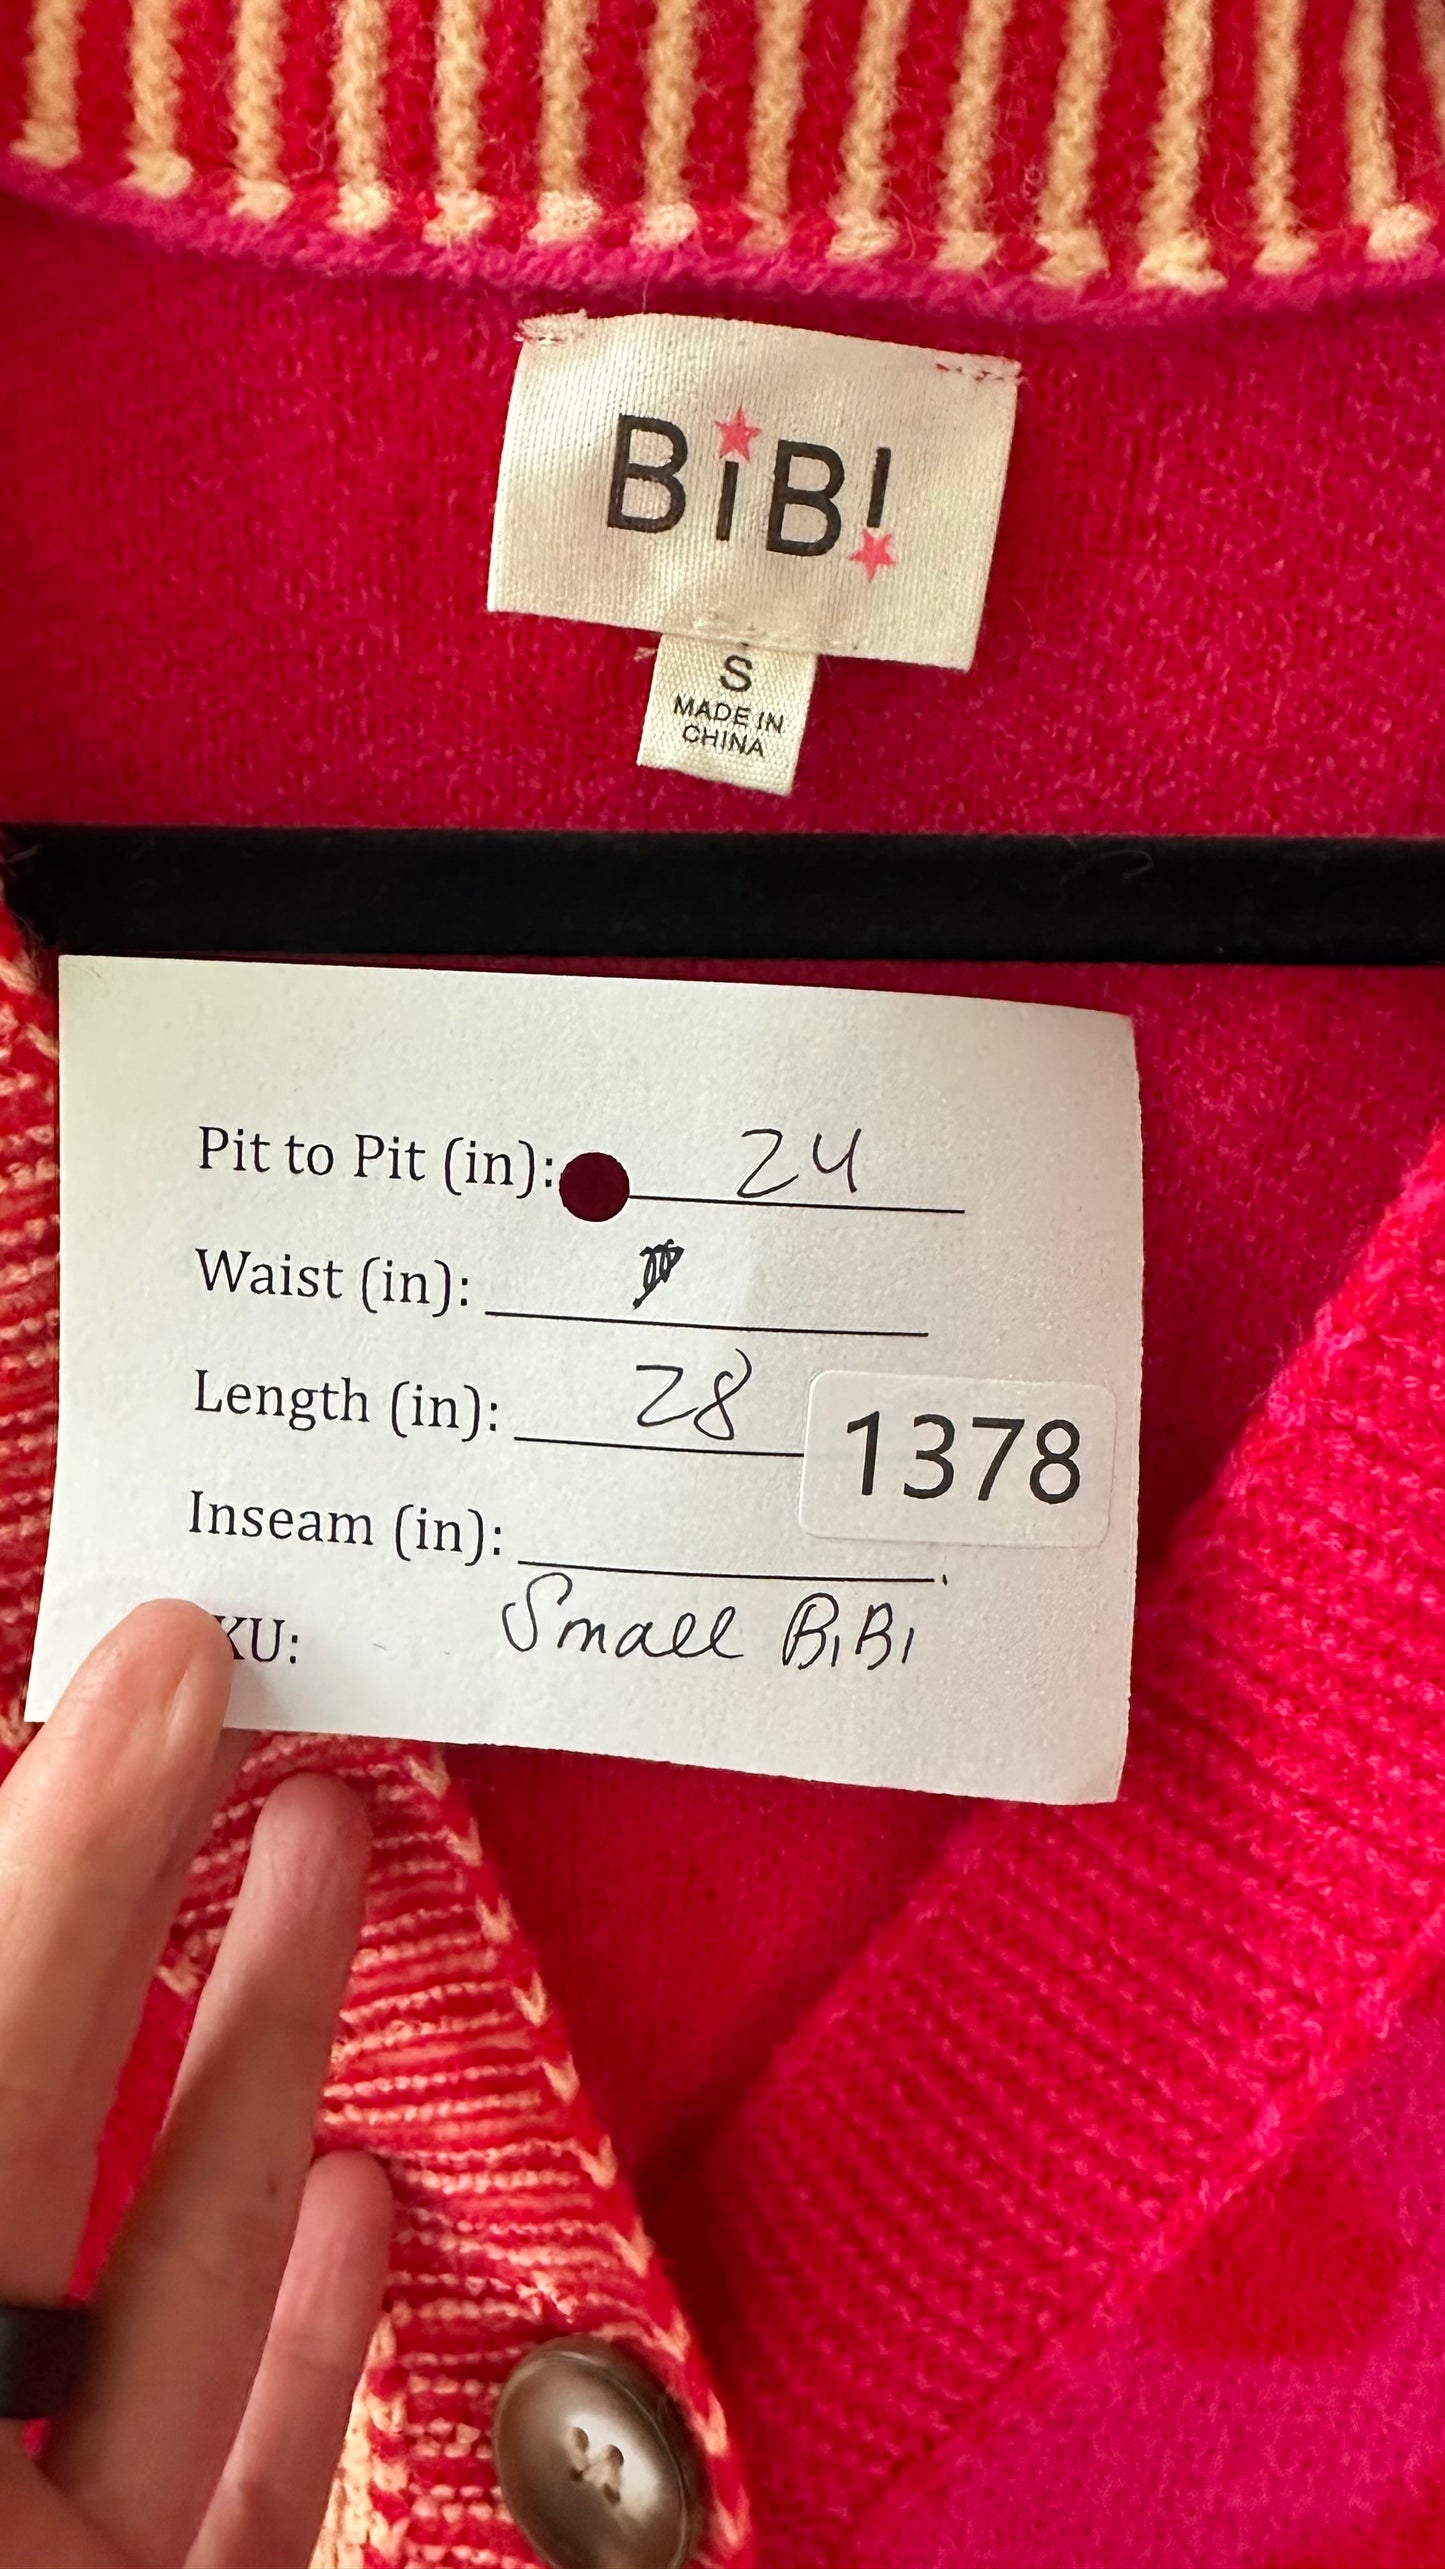 BiB!
S
MADE IN
CHINA
Pit to Pit (in): 24
Waist (in):
Length (in): 28
1378
Inseam (in):
KU: Small BiBi